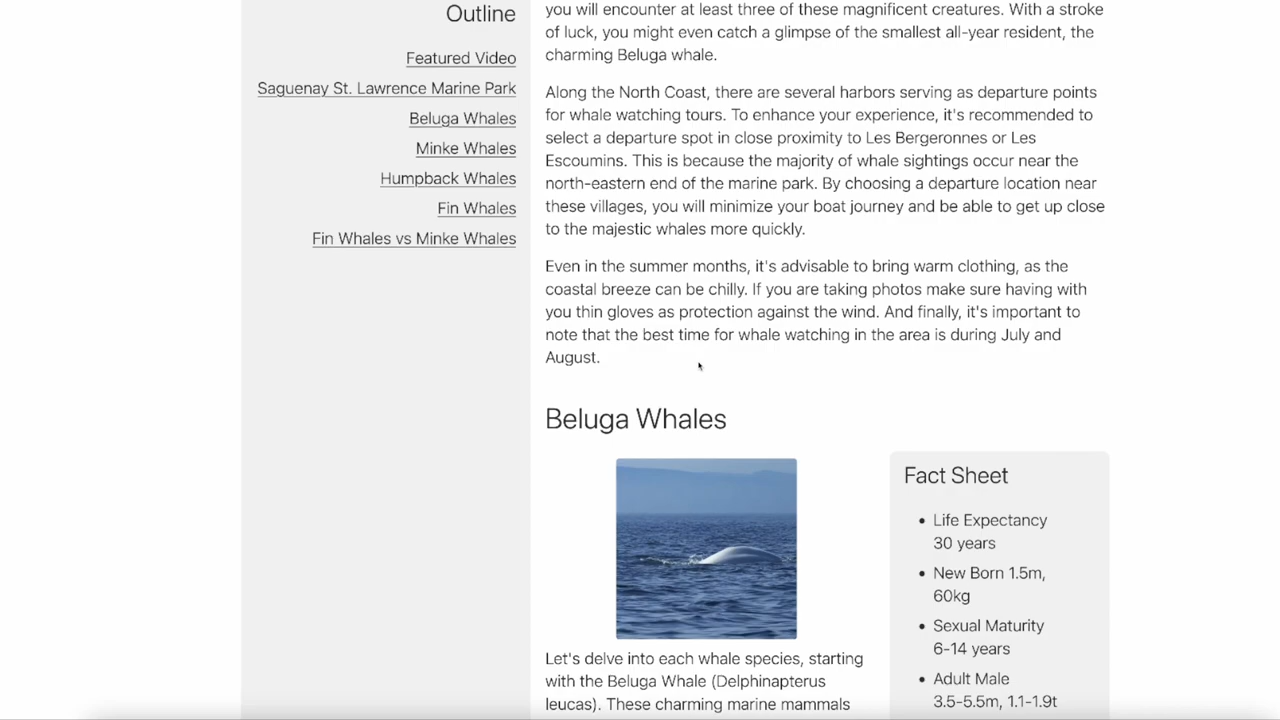 Outline
Featured Video
Saguenay St. Lawrence Marine Park
Beluga Whales
Minke Whales
Humpback Whales
Fin Whales
Fin Whales vs Minke Whales
you will encounter at least three of these magnificent creatures. With a stroke
of luck, you might even catch a glimpse of the smallest all-year resident, the
charming Beluga whale.
Along the North Coast, there are several harbors serving as departure points
for whale watching tours. To enhance your experience, it's recommended to
select a departure spot in close proximity to Les Bergeronnes or Les
Escoumins. This is because the majority of whale sightings occur near the
north-eastern end of the marine park. By choosing a departure location near
these villages, you will minimize your boat journey and be able to get up close
to the majestic whales more quickly.
Even in the summer months, it's advisable to bring warm clothing, as the
coastal breeze can be chilly. If you are taking photos make sure having with
you thin gloves as protection against the wind. And finally, it's important to
note that the best time for whale watching in the area is during July and
August.
Beluga Whales
Let's delve into each whale species, starting
with the Beluga Whale (Delphinapterus
leucas). These charming marine mammals
Fact Sheet
• Life Expectancy
30 years
• New Born 1.5m,
60kg
• Sexual Maturity
6-14 years
• Adult Male
3.5-5.5m, 1.1-1.9t